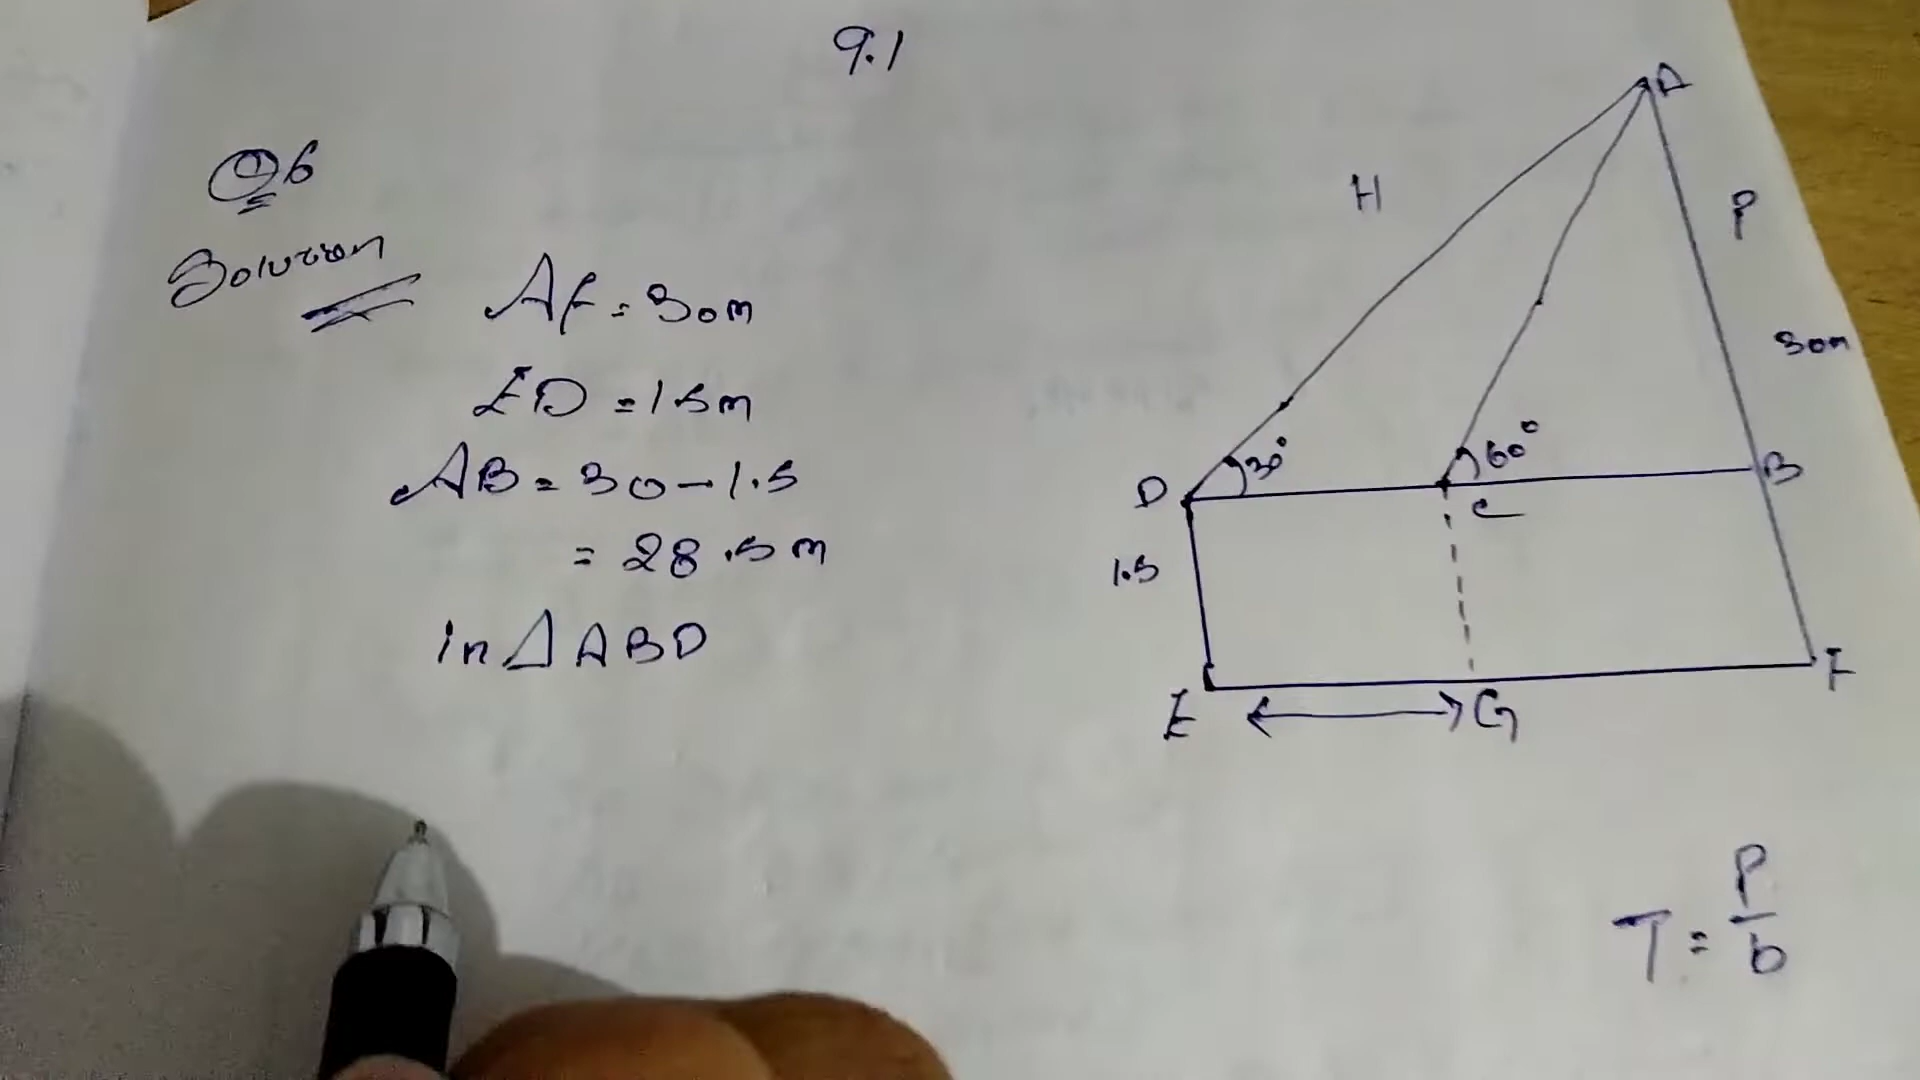 9.1
Q6
Solution
AF = 30m
ED = 1.5m
AB = 30 - 1.5
= 28.5 m
in △ ABD
A
H
P
30m
30°
60°
D
C
B
1.5
E
G
F
T = P/b